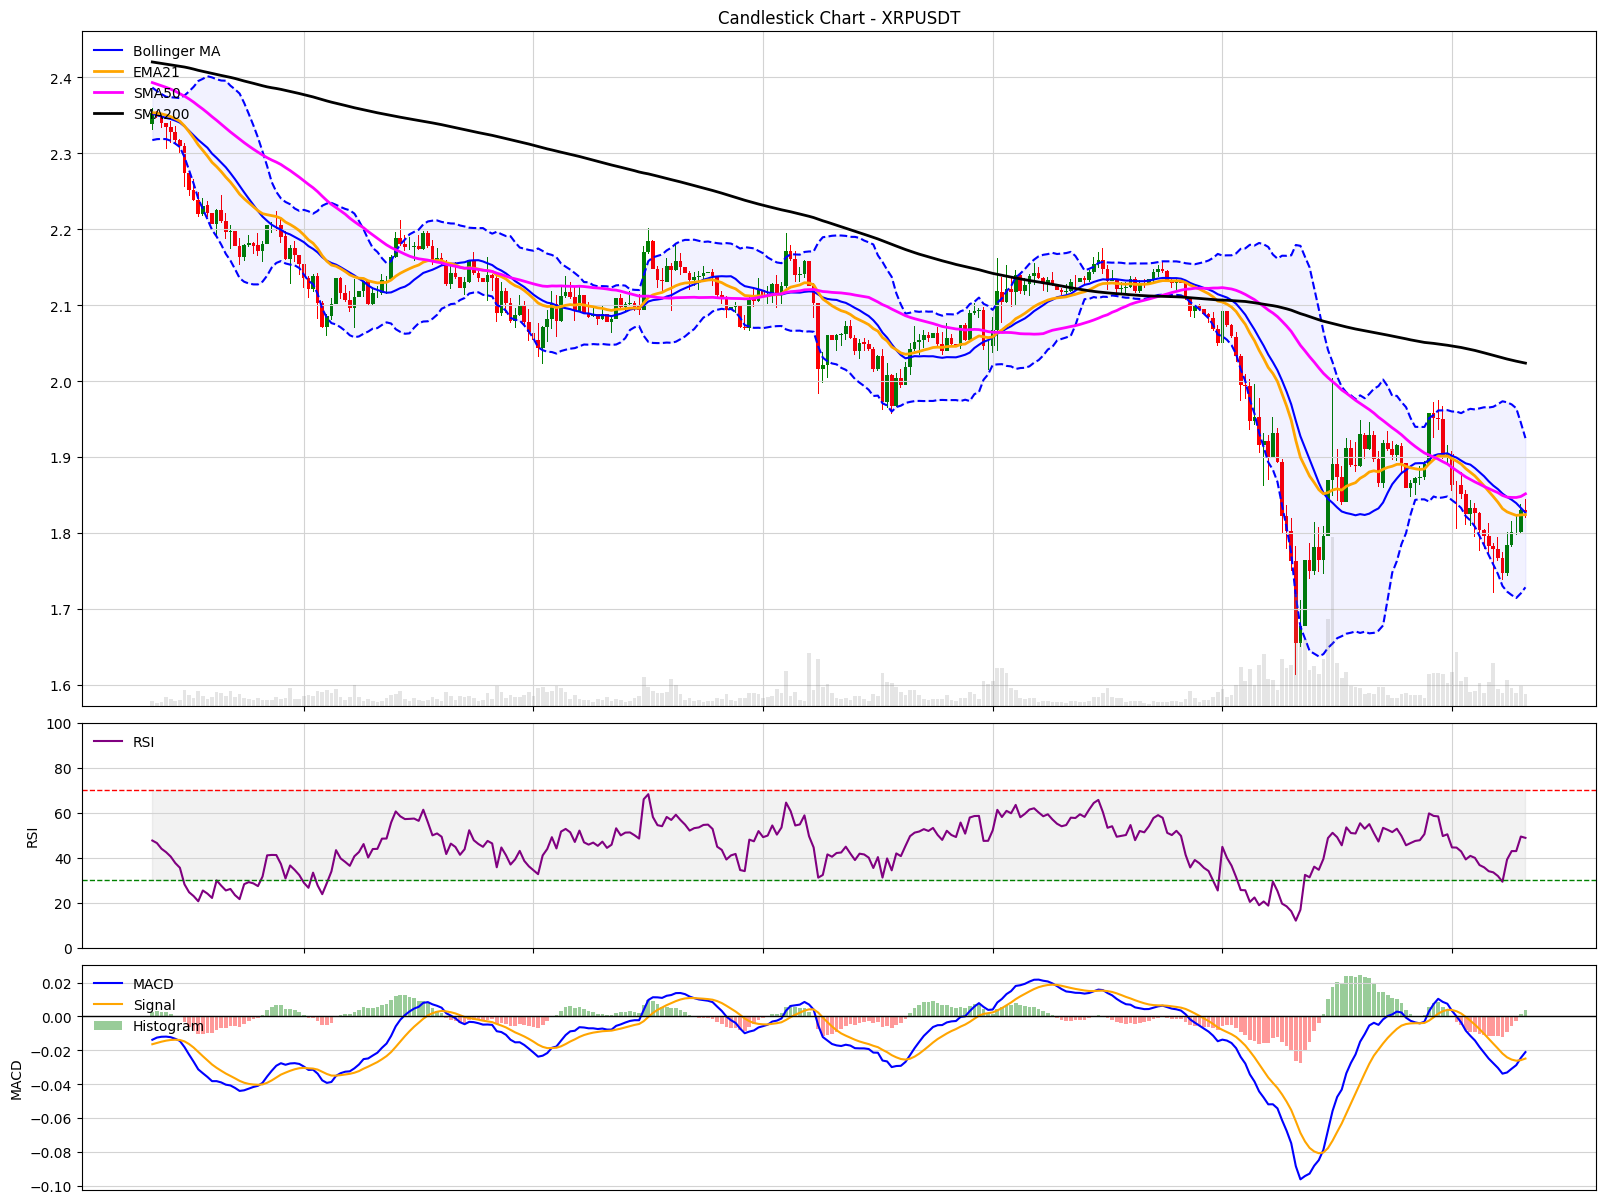 Candlestick Chart - XRPUSDT
Bollinger MA
EMA21
SMA50
SMA200
2.4
2.3
2.2
2.1
2.0
1.9
1.8
1.7
1.6
RSI
RSI
100
80
60
40
20
0
MACD
Signal
Histogram
MACD
0.02
0.00
−0.02
−0.04
−0.06
−0.08
−0.10